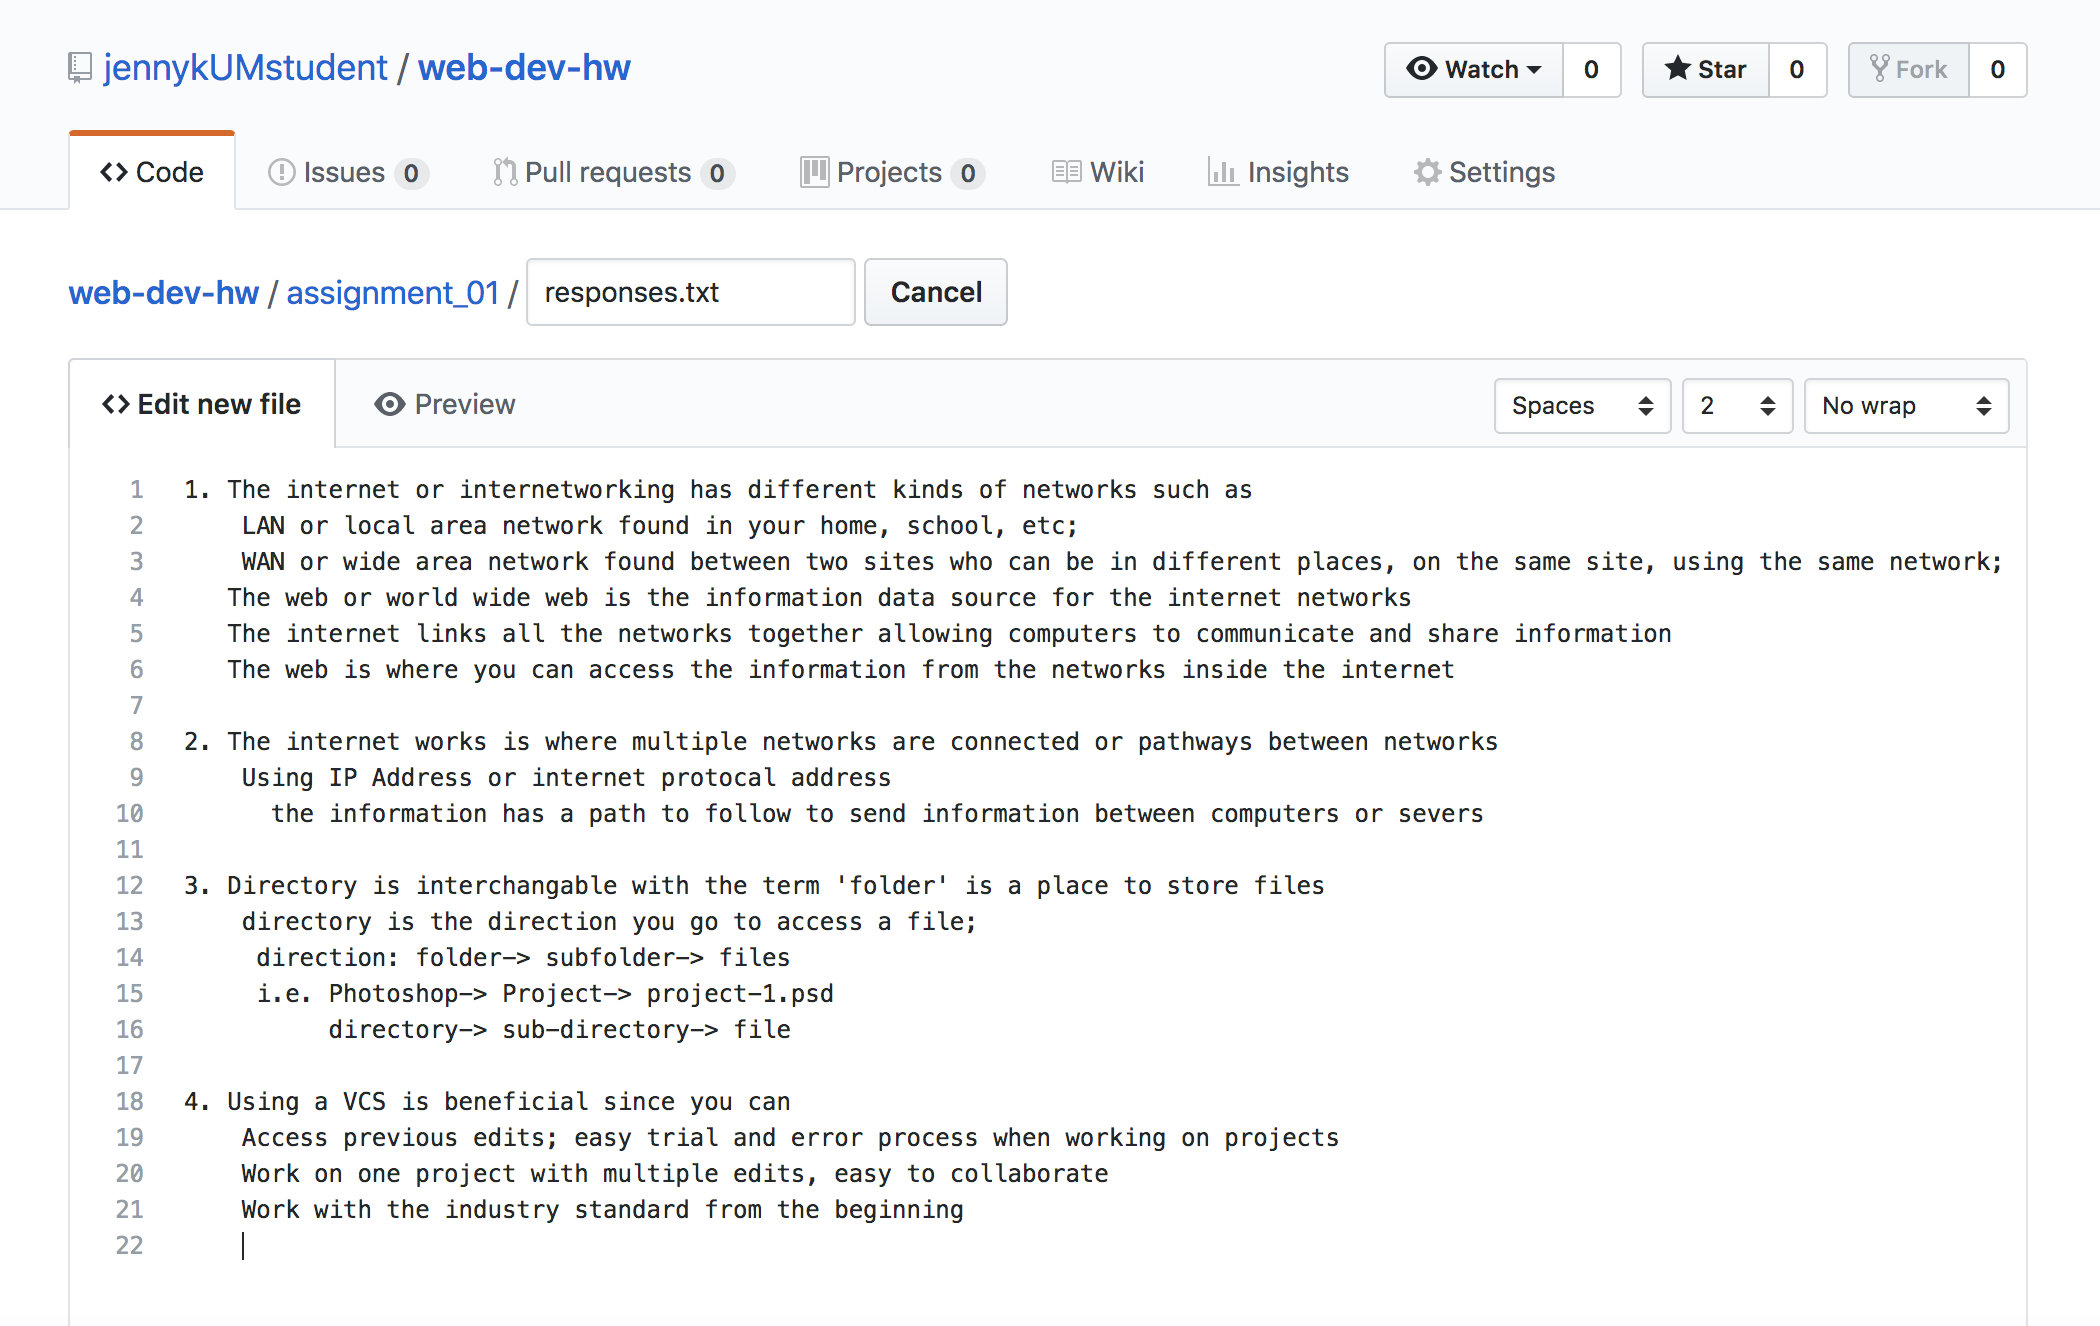 jennykUMstudent / web-dev-hw
Watch 0 Star 0 Fork 0
Code Issues 0 Pull requests 0 Projects 0 Wiki Insights Settings
web-dev-hw / assignment_01 / responses.txt Cancel
Edit new file Preview Spaces 2 No wrap
1 1. The internet or internetworking has different kinds of networks such as
2 LAN or local area network found in your home, school, etc;
3 WAN or wide area network found between two sites who can be in different places, on the same site, using the same network;
4 The web or world wide web is the information data source for the internet networks
5 The internet links all the networks together allowing computers to communicate and share information
6 The web is where you can access the information from the networks inside the internet
7
8 2. The internet works is where multiple networks are connected or pathways between networks
9 Using IP Address or internet protocal address
10 the information has a path to follow to send information between computers or severs
11
12 3. Directory is interchangable with the term 'folder' is a place to store files
13 directory is the direction you go to access a file;
14 direction: folder-> subfolder-> files
15 i.e. Photoshop-> Project-> project-1.psd
16 directory-> sub-directory-> file
17
18 4. Using a VCS is beneficial since you can
19 Access previous edits; easy trial and error process when working on projects
20 Work on one project with multiple edits, easy to collaborate
21 Work with the industry standard from the beginning
22